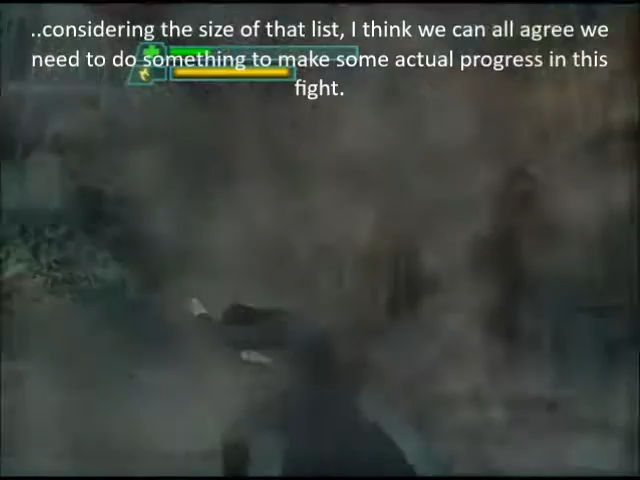 ..considering the size of that list, I think we can all agree we
need to do something to make some actual progress in this
fight.